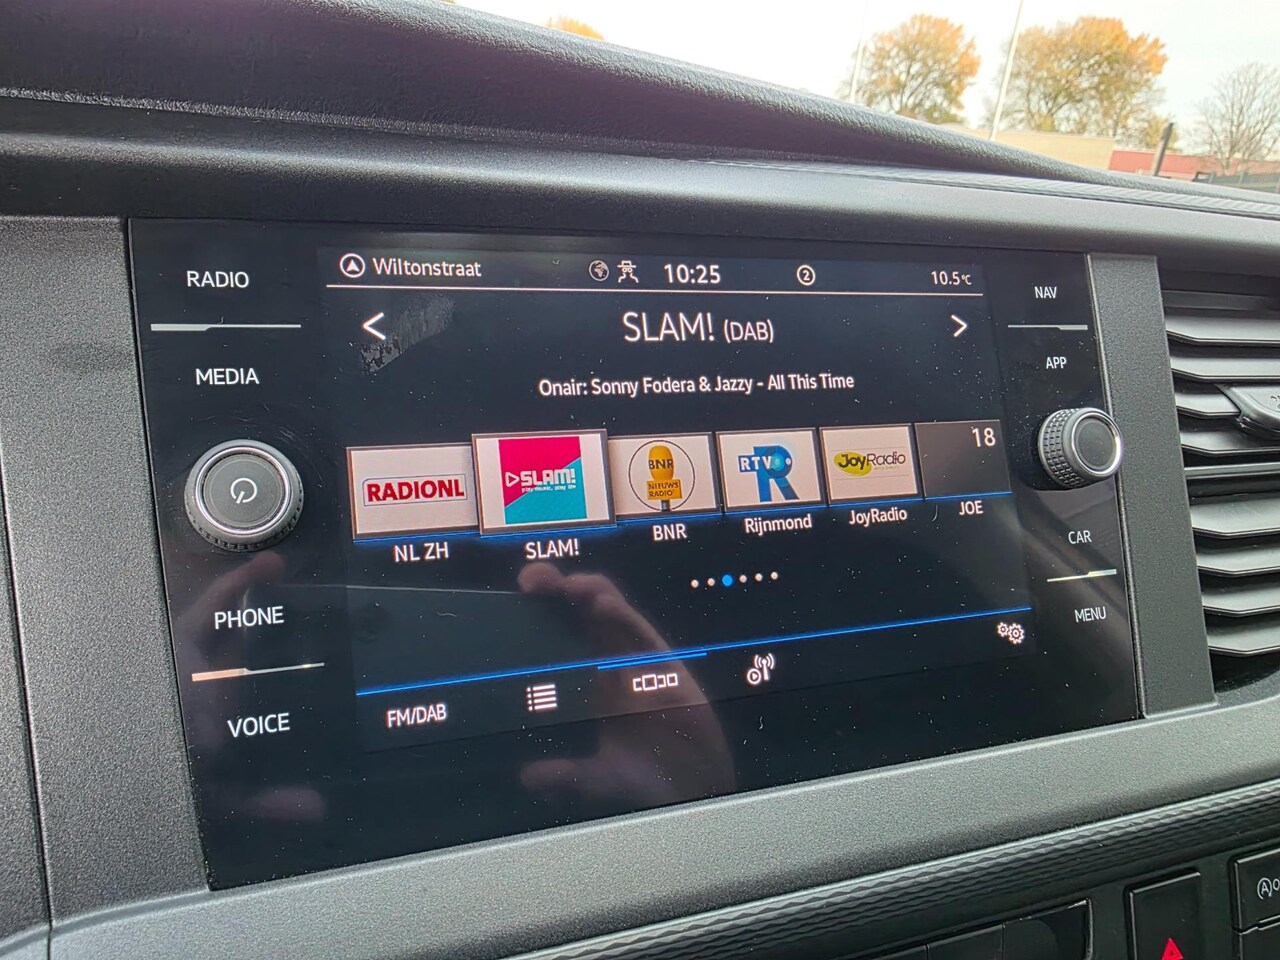 RADIO
MEDIA
PHONE
VOICE
Wiltonstraat
10:25
2
10.5°C
SLAM! (DAB)
Onair: Sonny Fodera & Jazzy - All This Time
RADIONL
NL ZH
SLAM!
SLAM!
BNR
NIEUWS
RADIO
BNR
RTV
R
Rijnmond
JoyRadio
JoyRadio
18
JOE
FM/DAB
NAV
APP
CAR
MENU
A